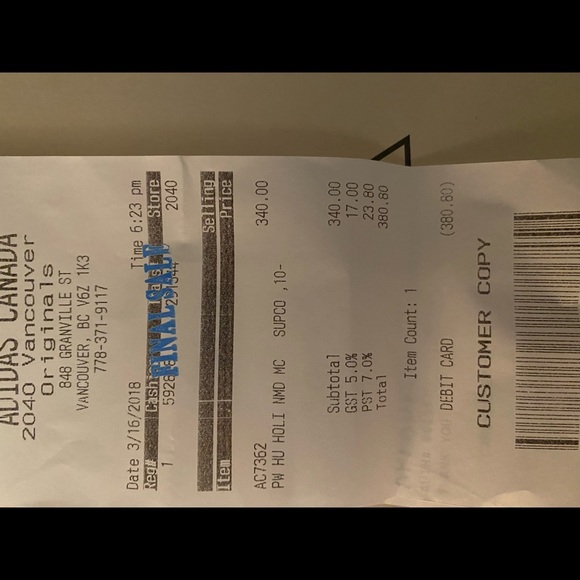 ADIDAS CANADA
2040 Vancouver
Originals
848 GRANVILLE ST
VANCOUVER, BC V6Z 1K3
778-371-9117
Date 3/16/2018 Time 6:23 pm
Reg# Store
1 2040
FINAL SALE
Selling
Item Price
AC7362 340.00
PW HU HOLI NMD MC SUPCO ,10-
Subtotal 340.00
GST 5.0% 17.00
PST 7.0% 23.80
Total 380.80
Item Count: 1
DEBIT CARD (380.80)
CUSTOMER COPY